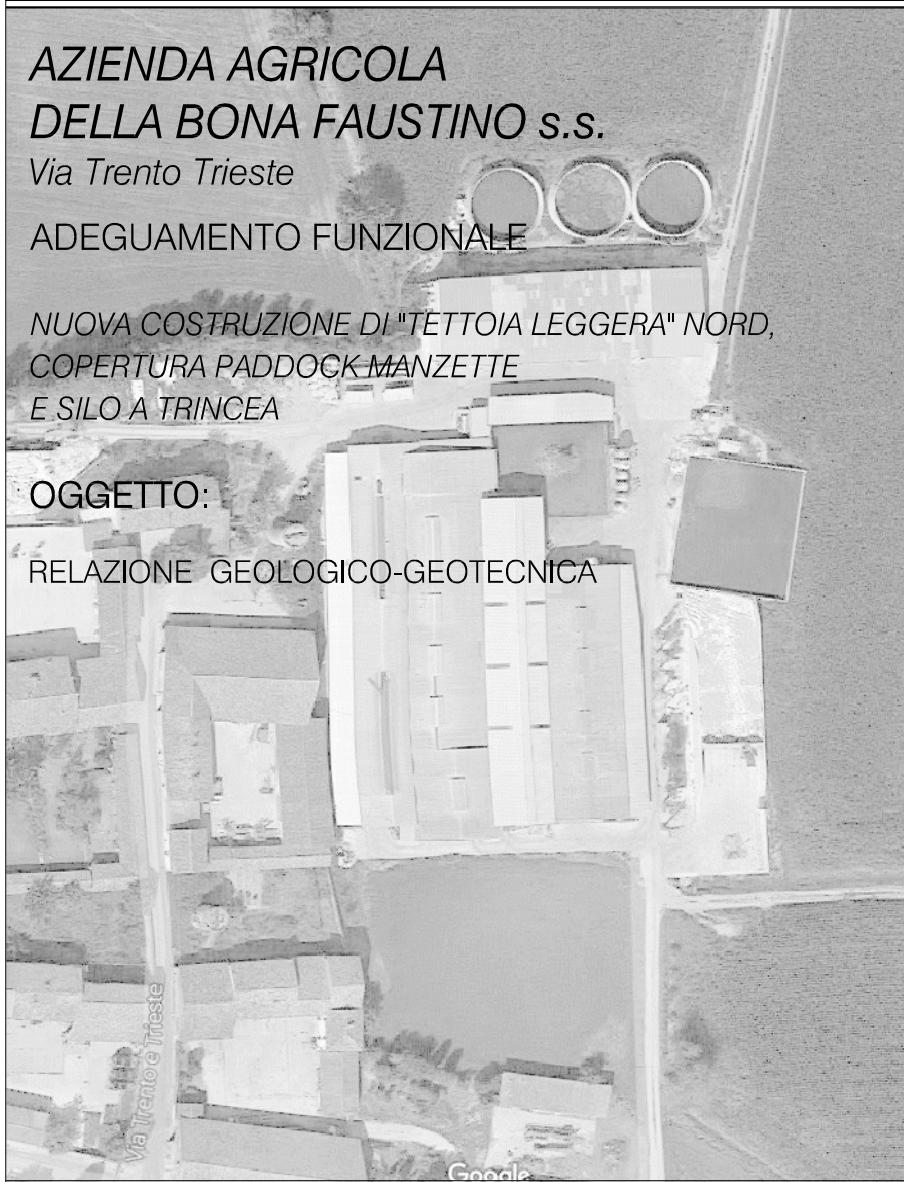 AZIENDA AGRICOLA
DELLA BONA FAUSTINO s.s.
Via Trento Trieste
ADEGUAMENTO FUNZIONALE
NUOVA COSTRUZIONE DI "TETTOIA LEGGERA" NORD,
COPERTURA PADDOCK MANZETTE
E SILO A TRINCEA
OGGETTO:
RELAZIONE GEOLOGICO-GEOTECNICA
Via Trento e Trieste
Google